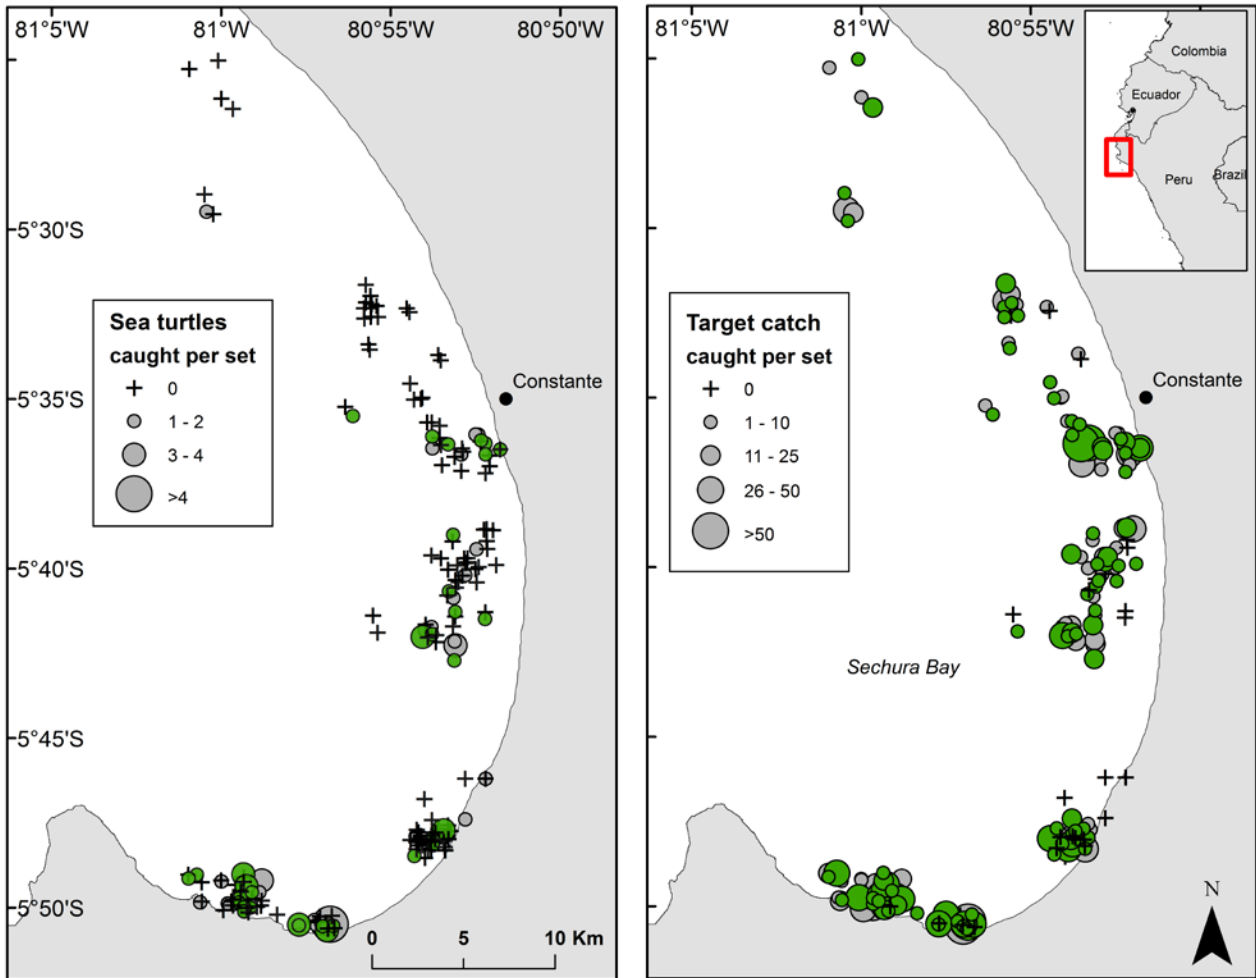 81°W
81°W
80°55'W
80°50'W
5°30'S
5°35'S
5°40'S
5°45'S
5°50'S
Sea turtles
caught per set
0
1 - 2
3 - 4
>4
Constante
0 5 10 Km
81°W
81°W
80°55'W
Colombia
Ecuador
Peru
Brazil
Target catch
caught per set
0
1 - 10
11 - 25
26 - 50
>50
Constante
Sechura Bay
N